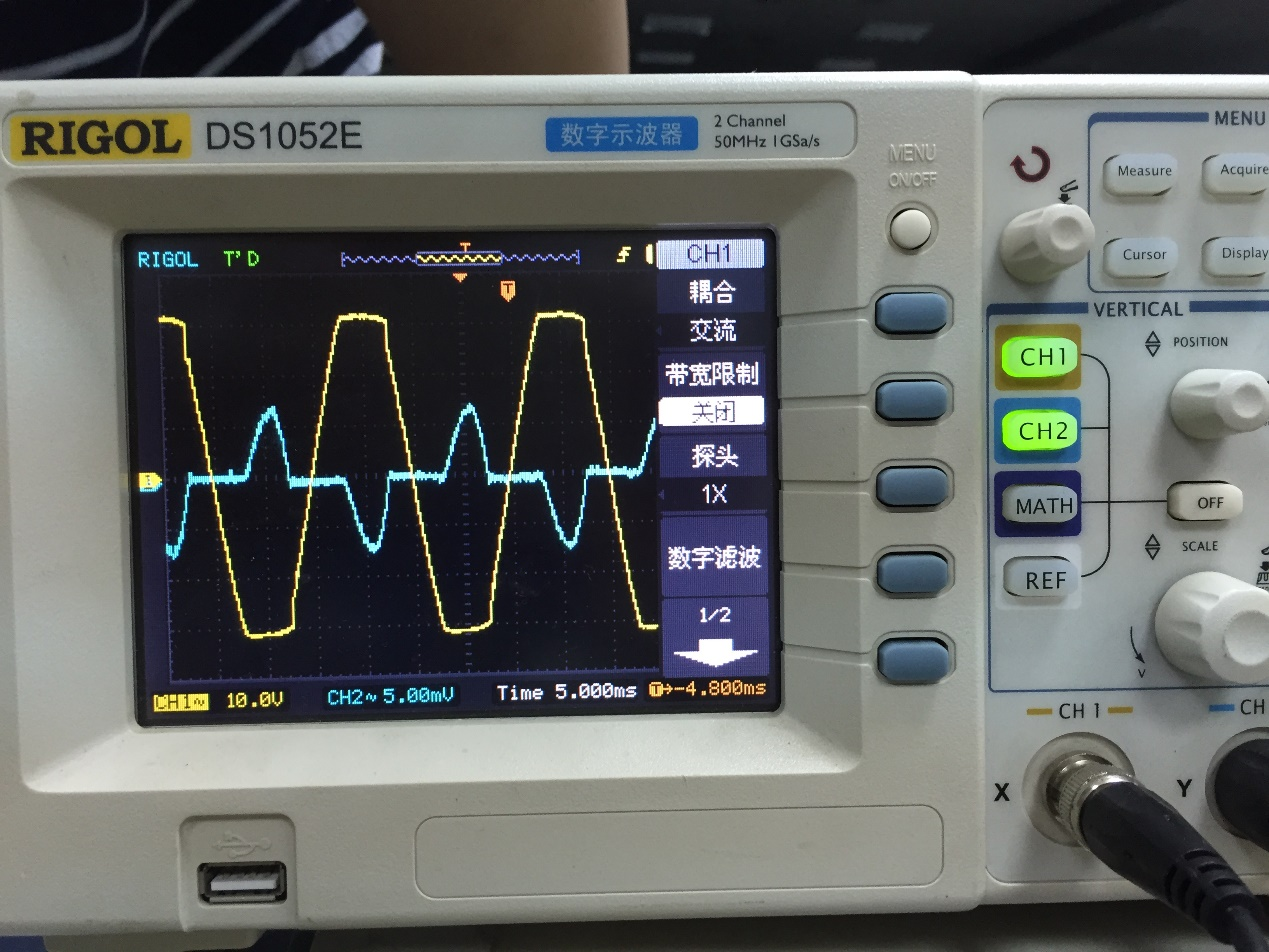 RIGOL DS1052E
数字示波器
2 Channel
50MHz 1GSa/s
MENU
ON/OFF
MENU
Measure
Acquire
Cursor
Display
RIGOL T'D
T
T
CH1
耦合
交流
带宽限制
关闭
探头
1X
数字滤波
1/2
CH1~ 10.0V CH2~ 5.00mV Time 5.000ms T→-4.800ms
VERTICAL
CH1
POSITION
CH2
MATH
OFF
SCALE
REF
V
CH 1
CH
X
Y